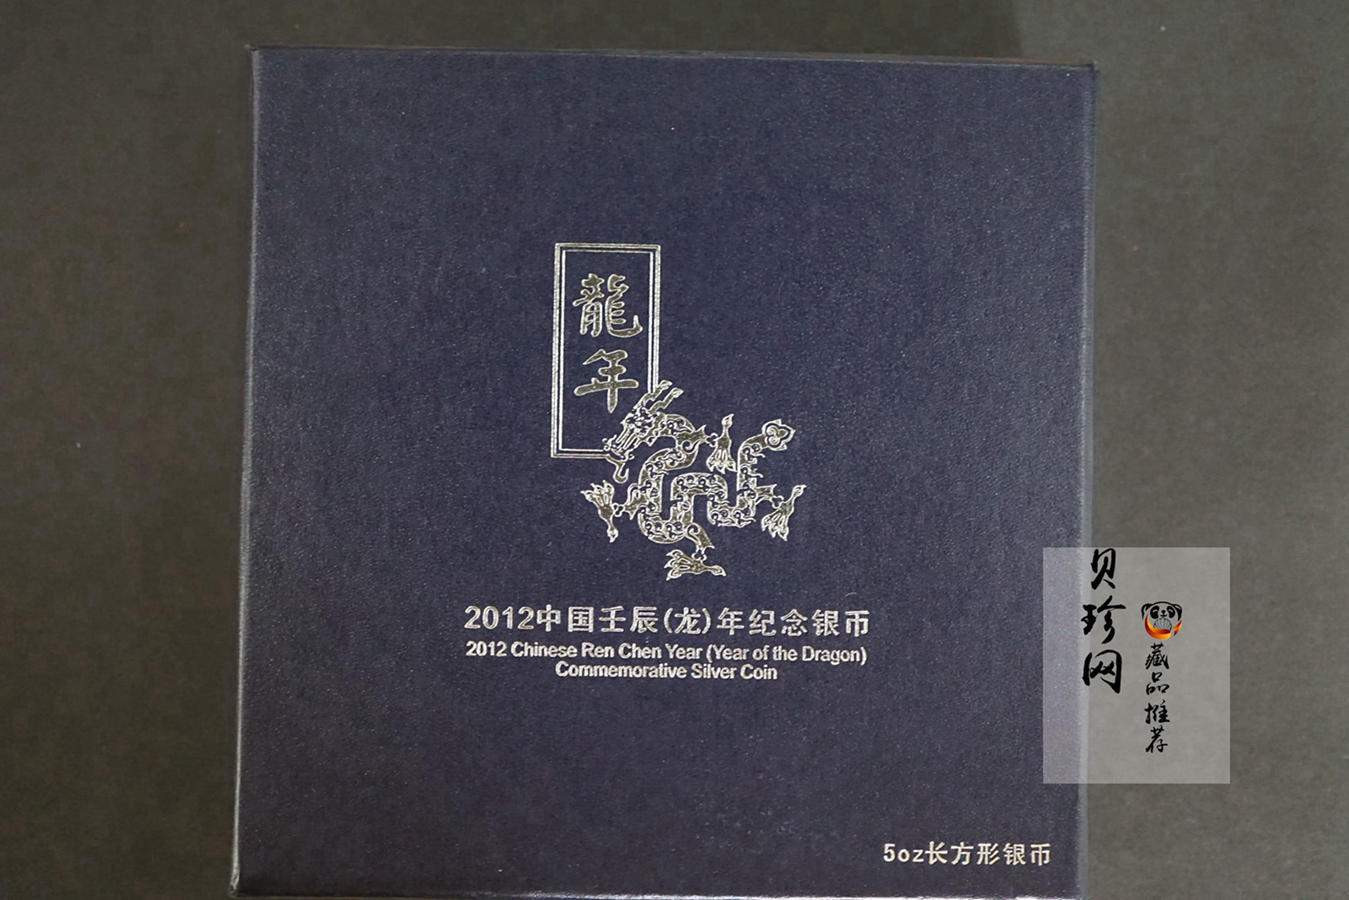 龍年
2012中国壬辰(龙)年纪念银币
2012 Chinese Ren Chen Year (Year of the Dragon)
Commemorative Silver Coin
贝珍网
藏品推荐
5oz长方形银币